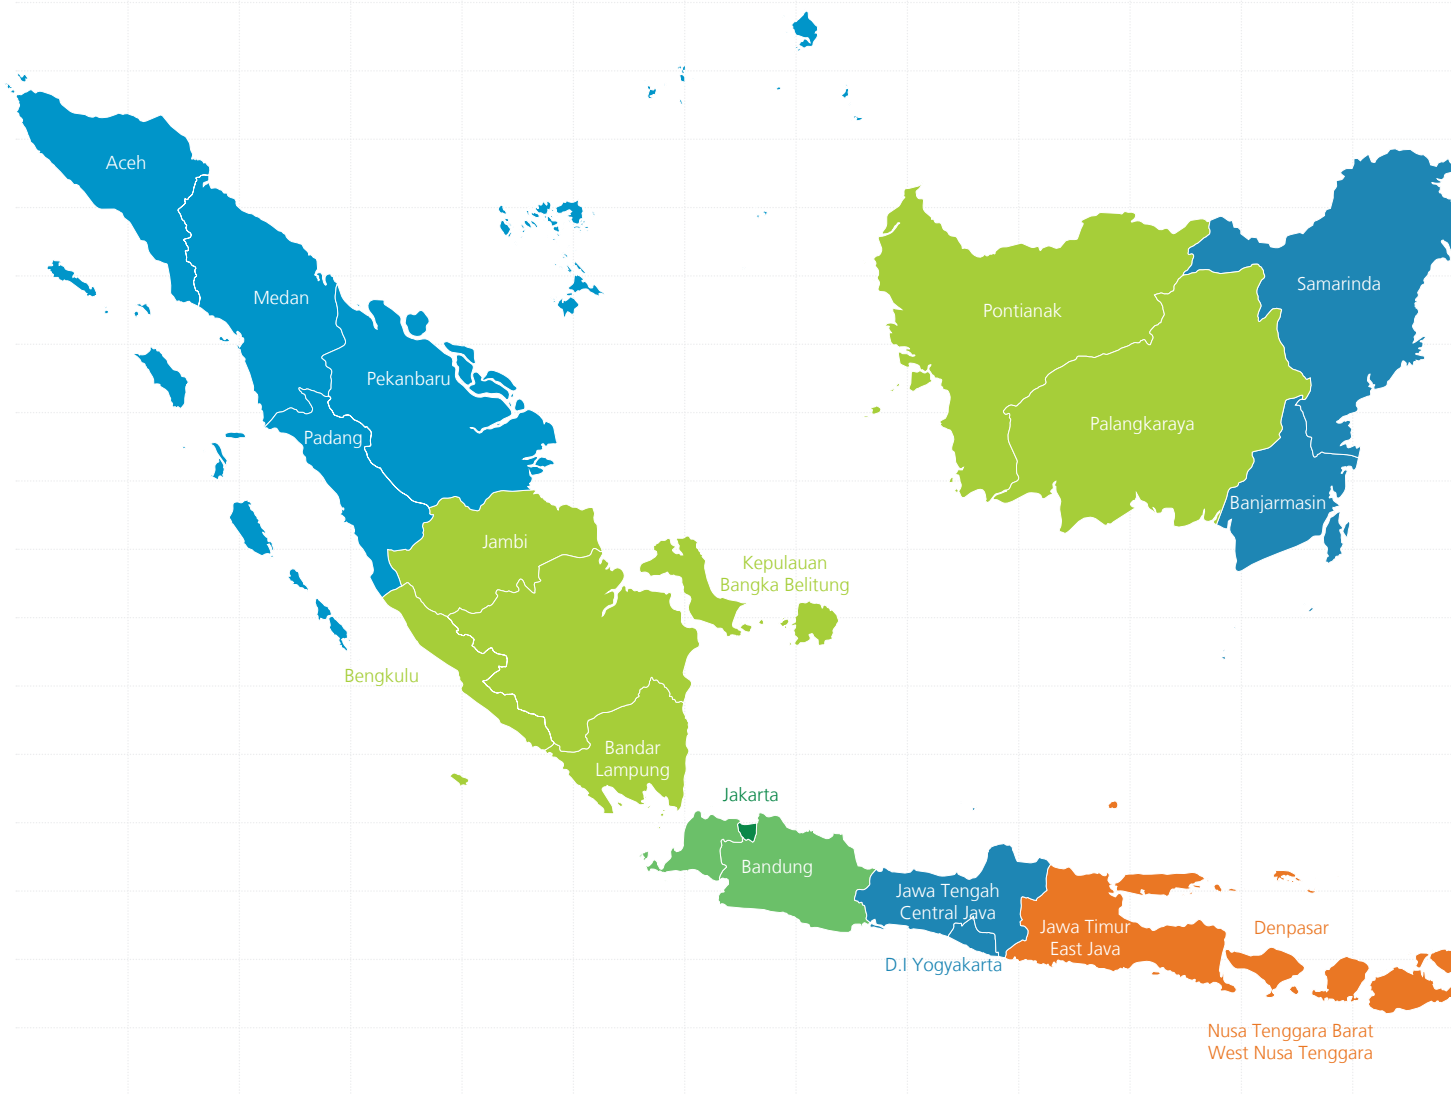 Aceh
Medan
Samarinda
Pontianak
Pekanbaru
Palangkaraya
Padang
Banjarmasin
Jambi
Kepulauan
Bangka Belitung
Bengkulu
Bandar
Lampung
Jakarta
Bandung
Jawa Tengah
Central Java
Jawa Timur
East Java
Denpasar
D.I Yogyakarta
Nusa Tenggara Barat
West Nusa Tenggara